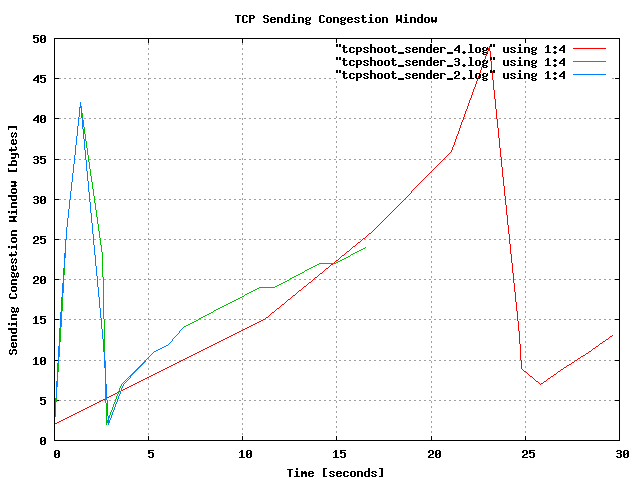 TCP Sending Congestion Window
"tcpshoot_sender_4.log" using 1:4
"tcpshoot_sender_3.log" using 1:4
"tcpshoot_sender_2.log" using 1:4
Sending Congestion Window [bytes]
50
45
40
35
30
25
20
15
10
5
0
0 5 10 15 20 25 30
Time [seconds]